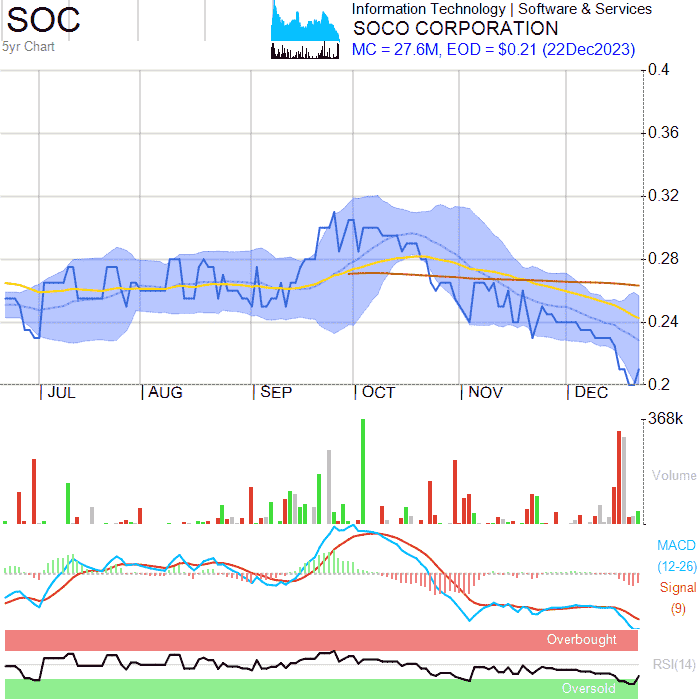 SOC
Information Technology | Software & Services
SOCO CORPORATION
5yr Chart
MC = 27.6M, EOD = $0.21 (22Dec2023)
0.4
0.36
0.32
0.28
0.24
0.2
JUL
AUG
SEP
OCT
NOV
DEC
368k
Volume
MACD
(12-26)
Signal
(9)
Overbought
RSI(14)
Oversold